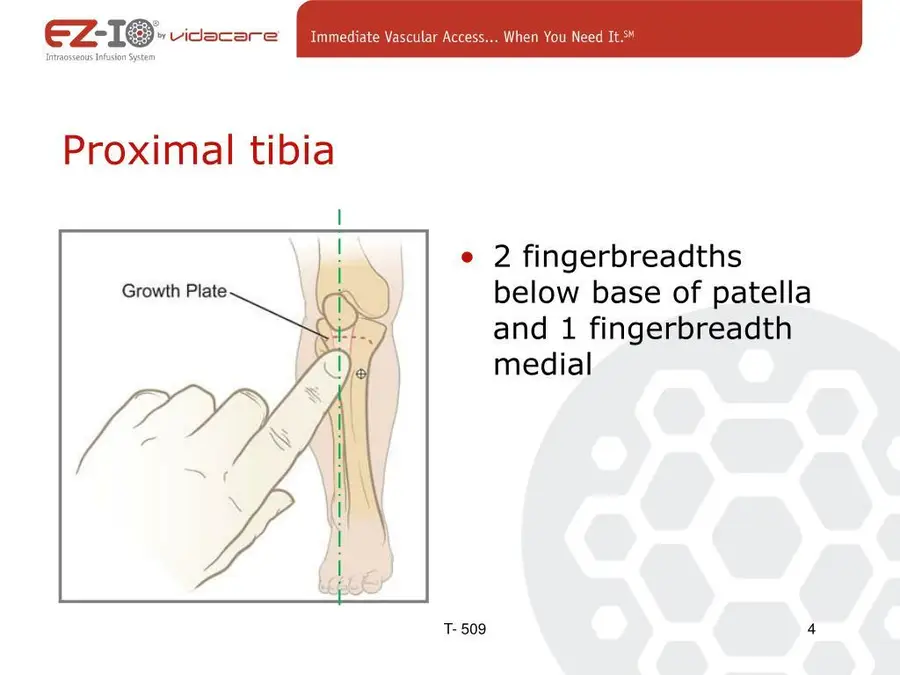 EZ-IO® by vidacare®
Intraosseous Infusion System
Immediate Vascular Access... When You Need It.SM
Proximal tibia
Growth Plate
• 2 fingerbreadths
below base of patella
and 1 fingerbreadth
medial
T- 509
4